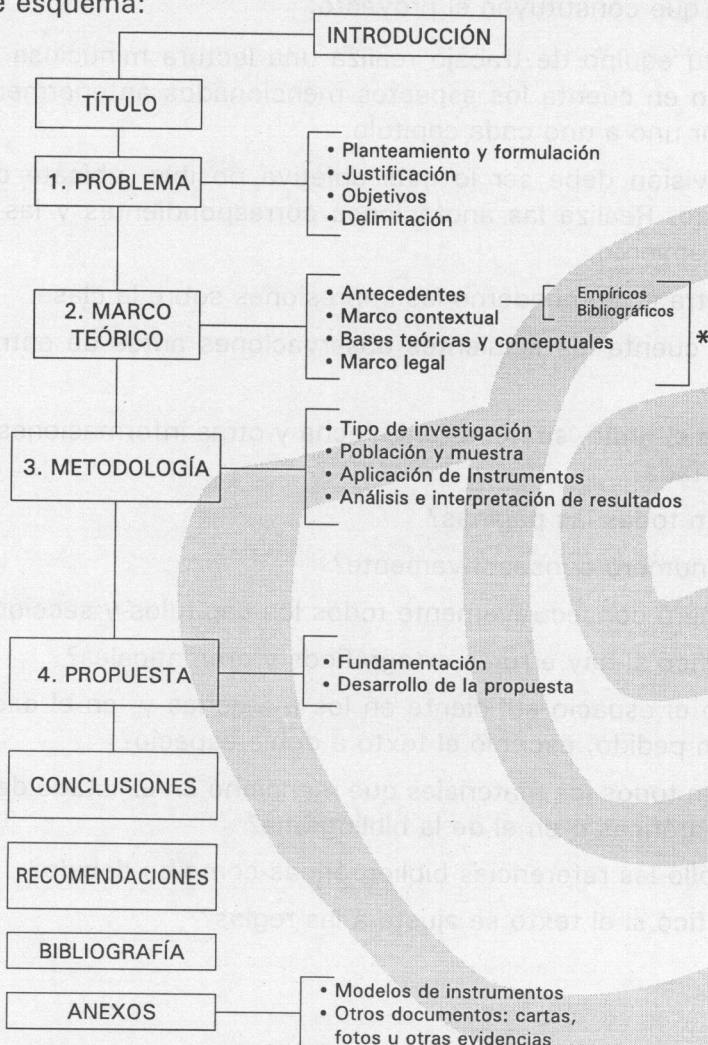 e esquema:
INTRODUCCIÓN
TÍTULO
1. PROBLEMA
• Planteamiento y formulación
• Justificación
• Objetivos
• Delimitación
2. MARCO
TEÓRICO
• Antecedentes
• Marco contextual
• Bases teóricas y conceptuales
• Marco legal
Empíricos
Bibliográficos
*
3. METODOLOGÍA
• Tipo de investigación
• Población y muestra
• Aplicación de Instrumentos
• Análisis e interpretación de resultados
4. PROPUESTA
• Fundamentación
• Desarrollo de la propuesta
CONCLUSIONES
RECOMENDACIONES
BIBLIOGRAFÍA
ANEXOS
• Modelos de instrumentos
• Otros documentos: cartas,
fotos u otras evidencias